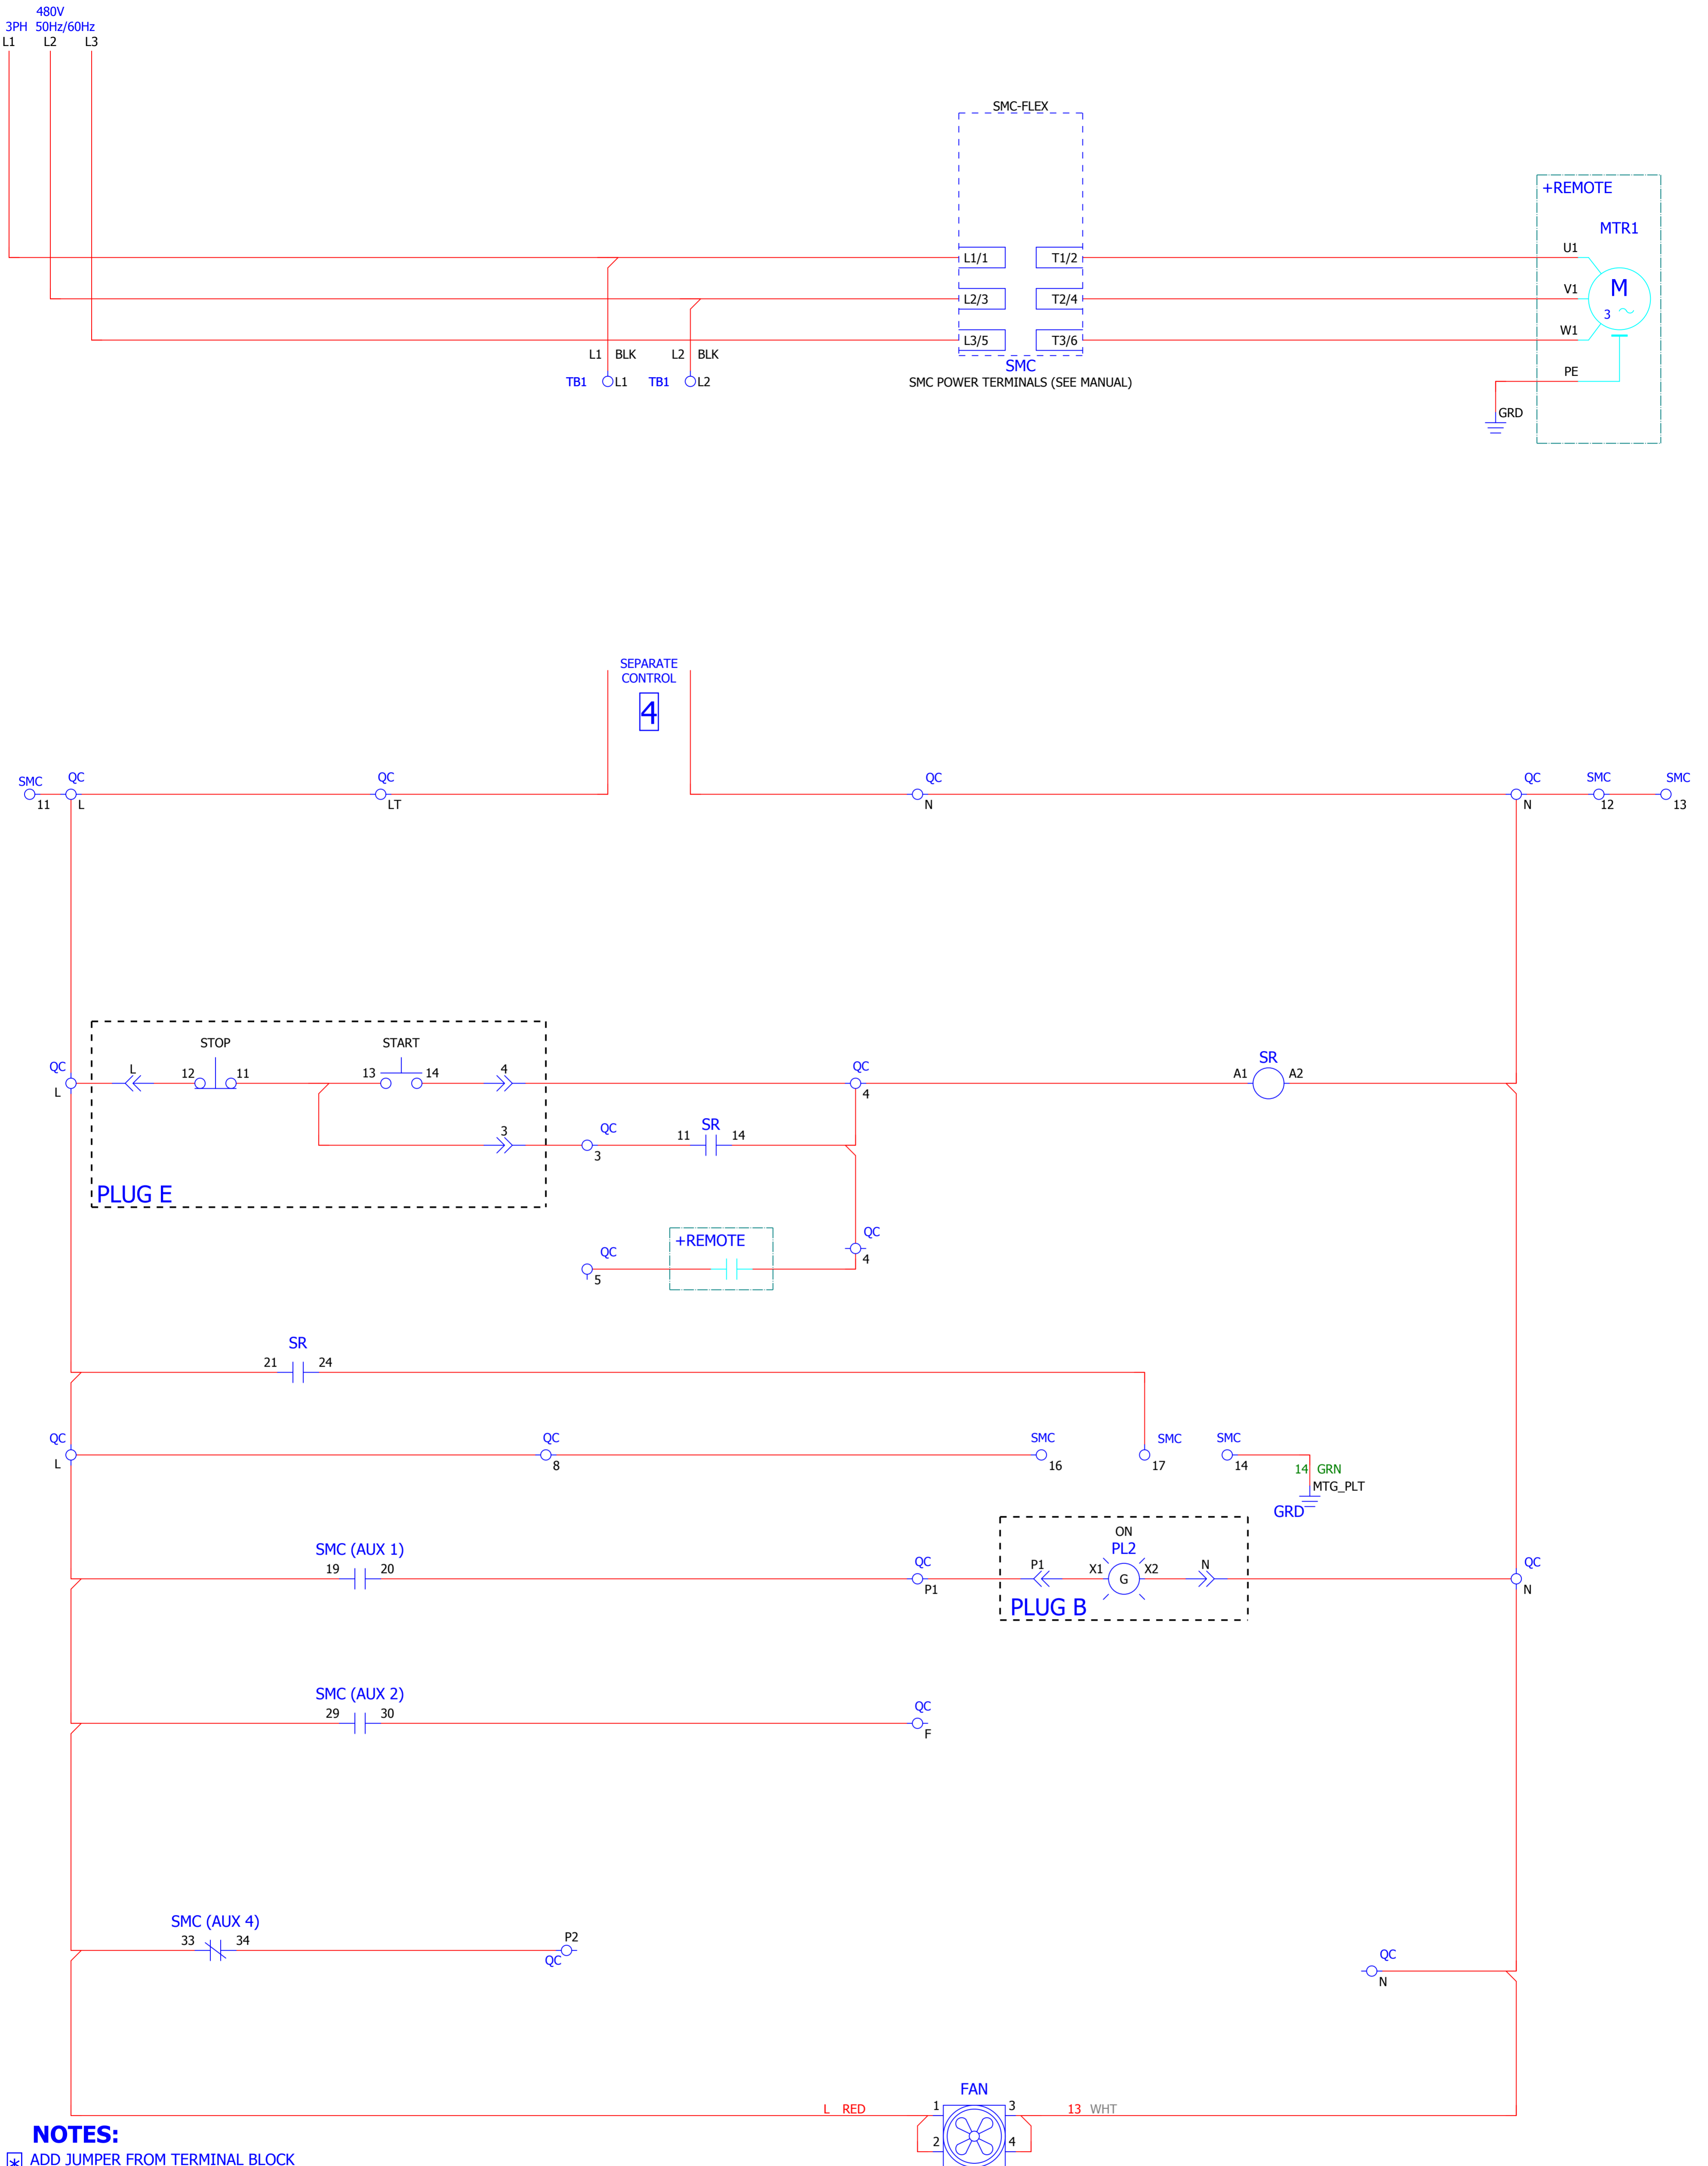 480V
3PH 50Hz/60Hz
L1 L2 L3
SMC-FLEX
+REMOTE
MTR1
L1/1 T1/2 U1
L2/3 T2/4 V1 M
3
L3/5 T3/6 W1
L1 BLK L2 BLK
SMC
PE
TB1 L1 TB1 L2
SMC POWER TERMINALS (SEE MANUAL)
GRD
SEPARATE
CONTROL
4
SMC QC QC QC QC SMC SMC
11 L LT N N 12 13
STOP START
QC L 12 11 13 14 4 QC SR
A1 A2
L 4
3 QC 11 SR 14
3
PLUG E
+REMOTE
QC QC
5 4
SR
21 24
QC QC SMC SMC SMC
L 8 16 17 14
14 GRN
MTG_PLT
GRD
ON
SMC (AUX 1) PL2
19 20 QC P1 X1 G X2 N QC
P1 N
PLUG B
SMC (AUX 2)
29 30 QC
F
SMC (AUX 4)
33 34 P2
QC
QC
N
FAN
L RED 1 3 13 WHT
2 4
NOTES:
* ADD JUMPER FROM TERMINAL BLOCK